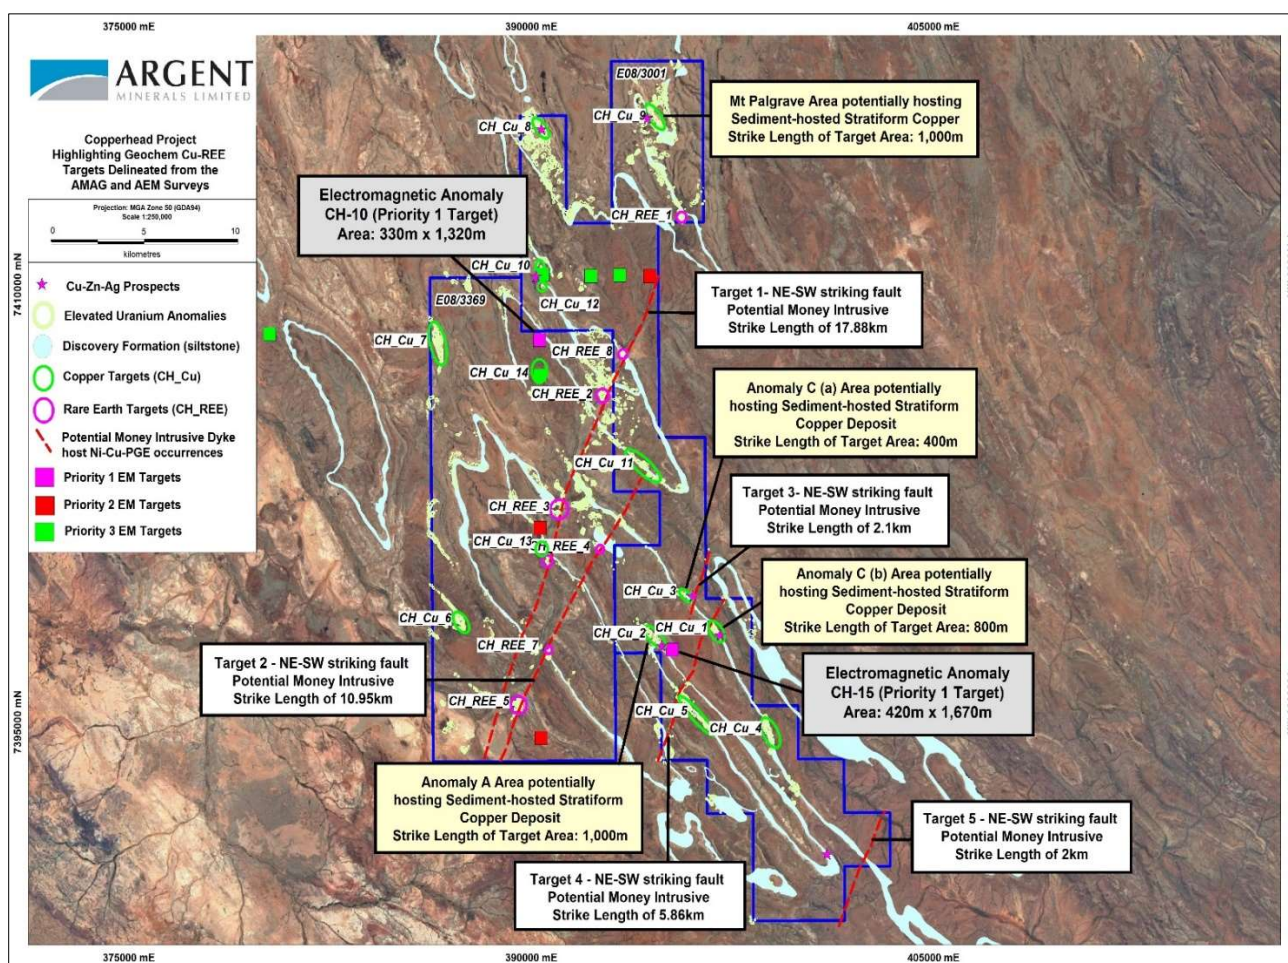 375000 mE
390000 mE
405000 mE
ARGENT
MINERALS LIMITED
Copperhead Project
Highlighting Geochem Cu-REE
Targets Delineated from the
AMAG and AEM Surveys
Projection: MGA Zone 50 (GDA94)
Scale 1:250,000
0
5
10
kilometres
Cu-Zn-Ag Prospects
Elevated Uranium Anomalies
Discovery Formation (siltstone)
Copper Targets (CH_Cu)
Rare Earth Targets (CH_REE)
Potential Money Intrusive Dyke
host Ni-Cu-PGE occurrences
Priority 1 EM Targets
Priority 2 EM Targets
Priority 3 EM Targets
7410000 mN
7410000 mN
7395000 mN
7395000 mN
E08/3001
CH_Cu_8
CH_Cu_9
Mt Palgrave Area potentially hosting
Sediment-hosted Stratiform Copper
Strike Length of Target Area: 1,000m
Electromagnetic Anomaly
CH-10 (Priority 1 Target)
Area: 330m x 1,320m
CH_REE_1
CH_Cu_10
CH_Cu_12
E08/3369
Target 1- NE-SW striking fault
Potential Money Intrusive
Strike Length of 17.88km
CH_Cu_7
CH_REE_8
CH_Cu_14
CH_REE_2
Anomaly C (a) Area potentially
hosting Sediment-hosted Stratiform
Copper Deposit
Strike Length of Target Area: 400m
CH_Cu_11
CH_REE_3
Target 3- NE-SW striking fault
Potential Money Intrusive
Strike Length of 2.1km
CH_Cu_13
CH_REE_4
Anomaly C (b) Area potentially
hosting Sediment-hosted Stratiform
Copper Deposit
Strike Length of Target Area: 800m
CH_Cu_3
CH_Cu_6
CH_Cu_2
CH_Cu_1
CH_REE_7
Target 2 - NE-SW striking fault
Potential Money Intrusive
Strike Length of 10.95km
Electromagnetic Anomaly
CH-15 (Priority 1 Target)
Area: 420m x 1,670m
CH_REE_5
CH_Cu_5
CH_Cu_4
Anomaly A Area potentially
hosting Sediment-hosted Stratiform
Copper Deposit
Strike Length of Target Area: 1,000m
Target 5 - NE-SW striking fault
Potential Money Intrusive
Strike Length of 2km
Target 4 - NE-SW striking fault
Potential Money Intrusive
Strike Length of 5.86km
375000 mE
390000 mE
405000 mE